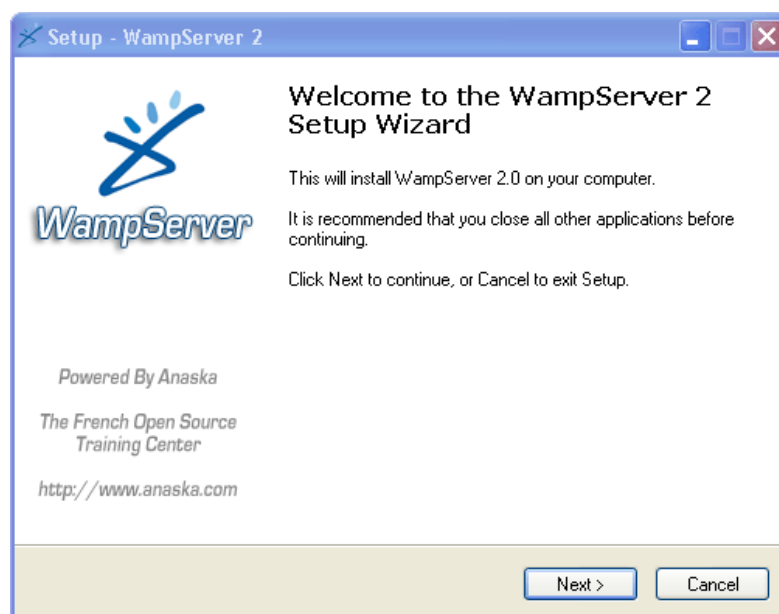 Setup - WampServer 2
Welcome to the WampServer 2
Setup Wizard
This will install WampServer 2.0 on your computer.
It is recommended that you close all other applications before
continuing.
Click Next to continue, or Cancel to exit Setup.
WampServer
Powered By Anaska
The French Open Source
Training Center
http://www.anaska.com
Next >
Cancel